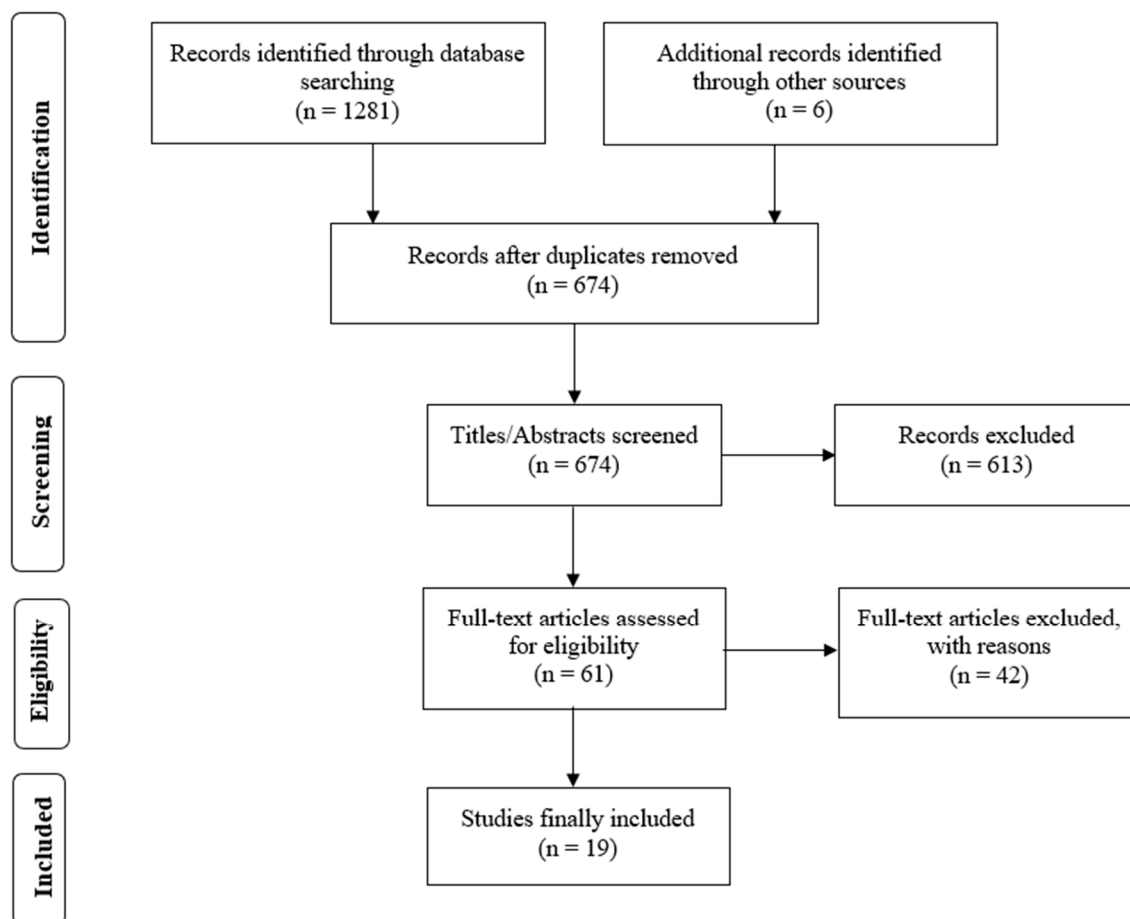 Identification
Records identified through database
searching
(n = 1281)
Additional records identified
through other sources
(n = 6)
Records after duplicates removed
(n = 674)
Screening
Titles/Abstracts screened
(n = 674)
Records excluded
(n = 613)
Eligibility
Full-text articles assessed
for eligibility
(n = 61)
Full-text articles excluded,
with reasons
(n = 42)
Included
Studies finally included
(n = 19)